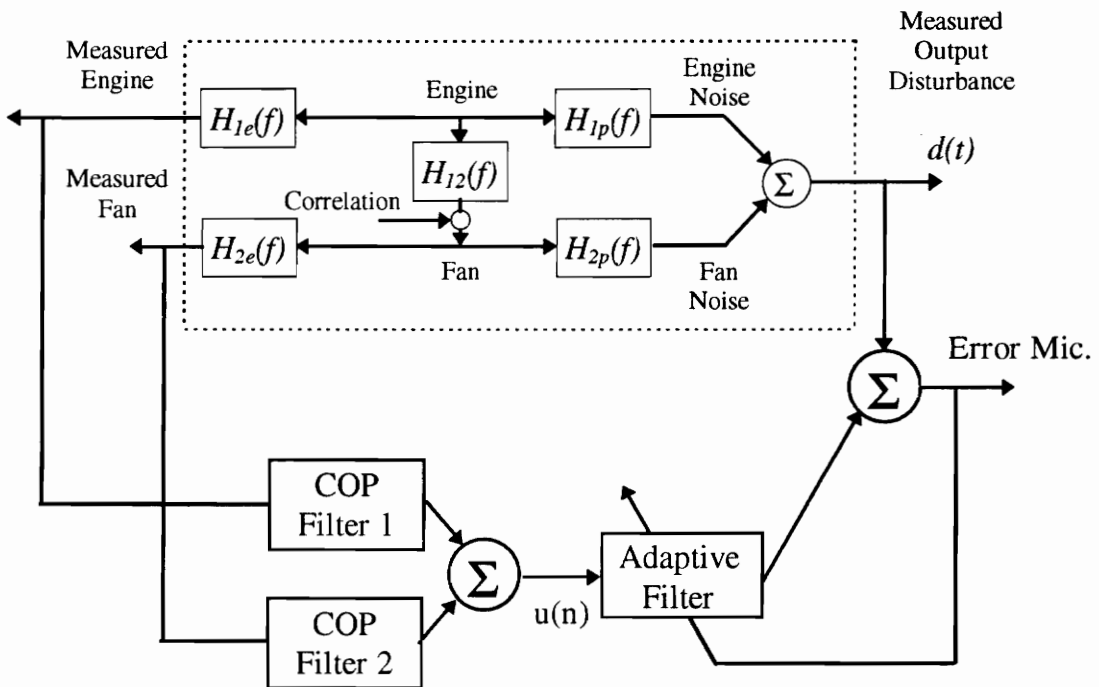 Measured
Engine
Measured
Output
Disturbance
Engine
Engine
Noise
H1e(f)
H1p(f)
H12(f)
d(t)
Σ
Measured
Fan
Correlation
H2e(f)
H2p(f)
Fan
Fan
Noise
Error Mic.
Σ
COP
Filter 1
Σ
u(n)
Adaptive
Filter
COP
Filter 2